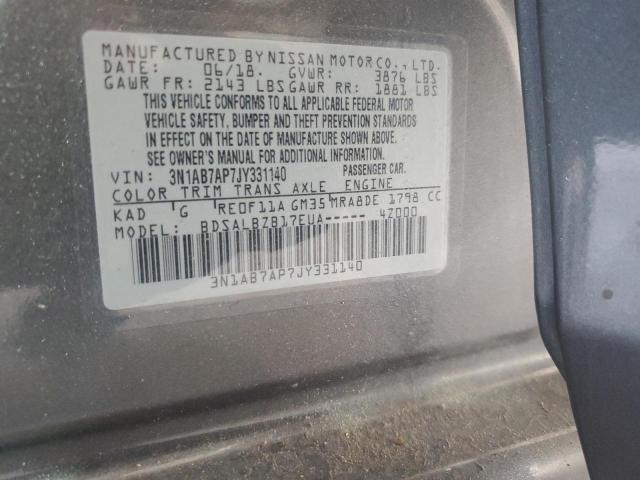 MANUFACTURED BY NISSAN MOTOR CO., LTD.
DATE: 06/18. GVWR: 3876 LBS
GAWR FR: 2143 LBS GAWR RR: 1881 LBS
THIS VEHICLE CONFORMS TO ALL APPLICABLE FEDERAL MOTOR
VEHICLE SAFETY, BUMPER AND THEFT PREVENTION STANDARDS
IN EFFECT ON THE DATE OF MANUFACTURE SHOWN ABOVE.
SEE OWNER'S MANUAL FOR ADDITIONAL INFORMATION.
VIN: 3N1AB7AP7JY331140 PASSENGER CAR.
COLOR TRIM TRANS AXLE ENGINE
KAD G RE0F11A GM35 MRA8DE 1798 CC
MODEL: BDSALBZB17EUA----- 4Z000
3N1AB7AP7JY331140